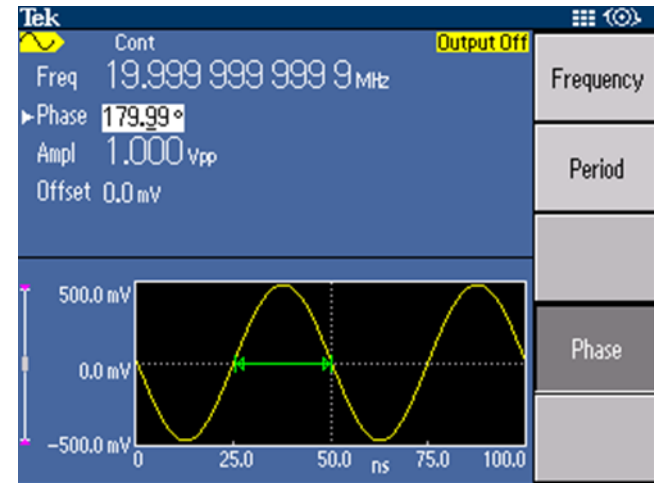 Tek
Cont Output Off
Freq 19.999 999 999 9 MHz
Phase 179.99°
Ampl 1.000 Vpp
Offset 0.0 mV
Frequency
Period
Phase
500.0 mV
0.0 mV
-500.0 mV
0 25.0 50.0 ns 75.0 100.0